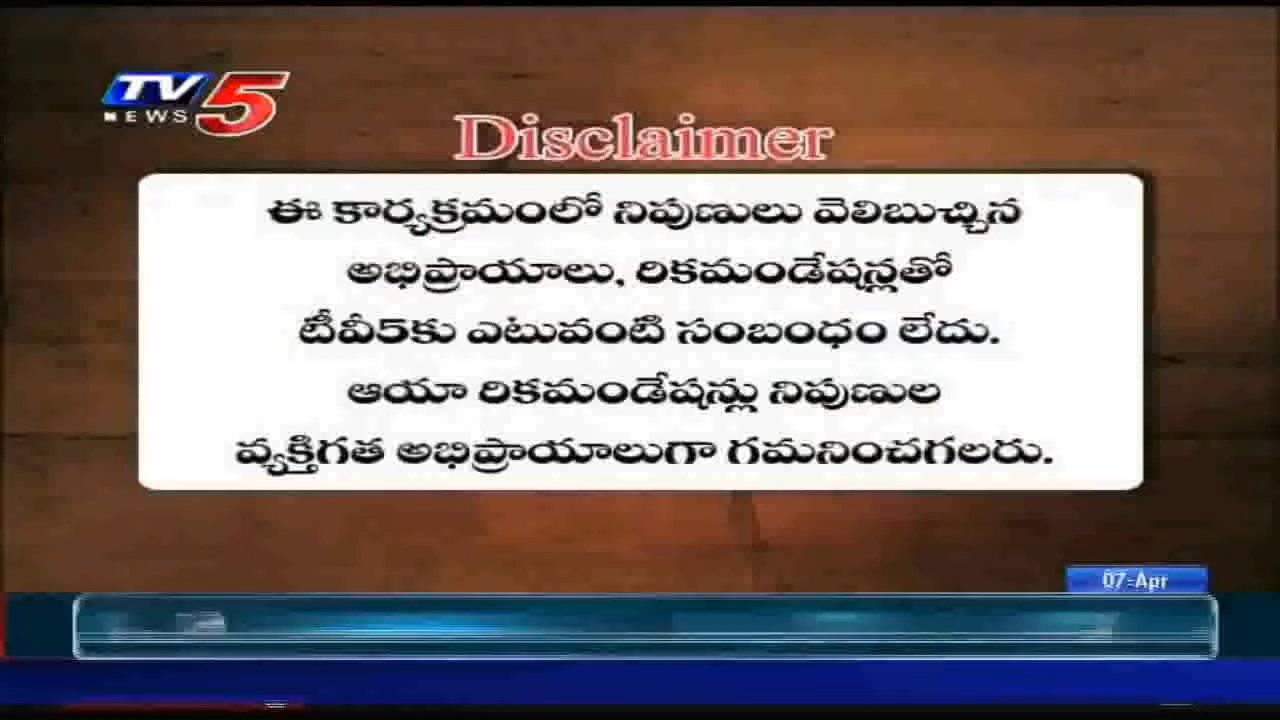 TV5
NEWS
Disclaimer
ఈ కార్యక్రమంలో నిపుణులు వెలిబుచ్చిన
అభిప్రాయాలు, రికమండేషన్లతో
టీవీ5కు ఎటువంటి సంబంధం లేదు.
ఆయా రికమండేషన్లు నిపుణుల
వ్యక్తిగత అభిప్రాయాలుగా గమనించగలరు.
07-Apr